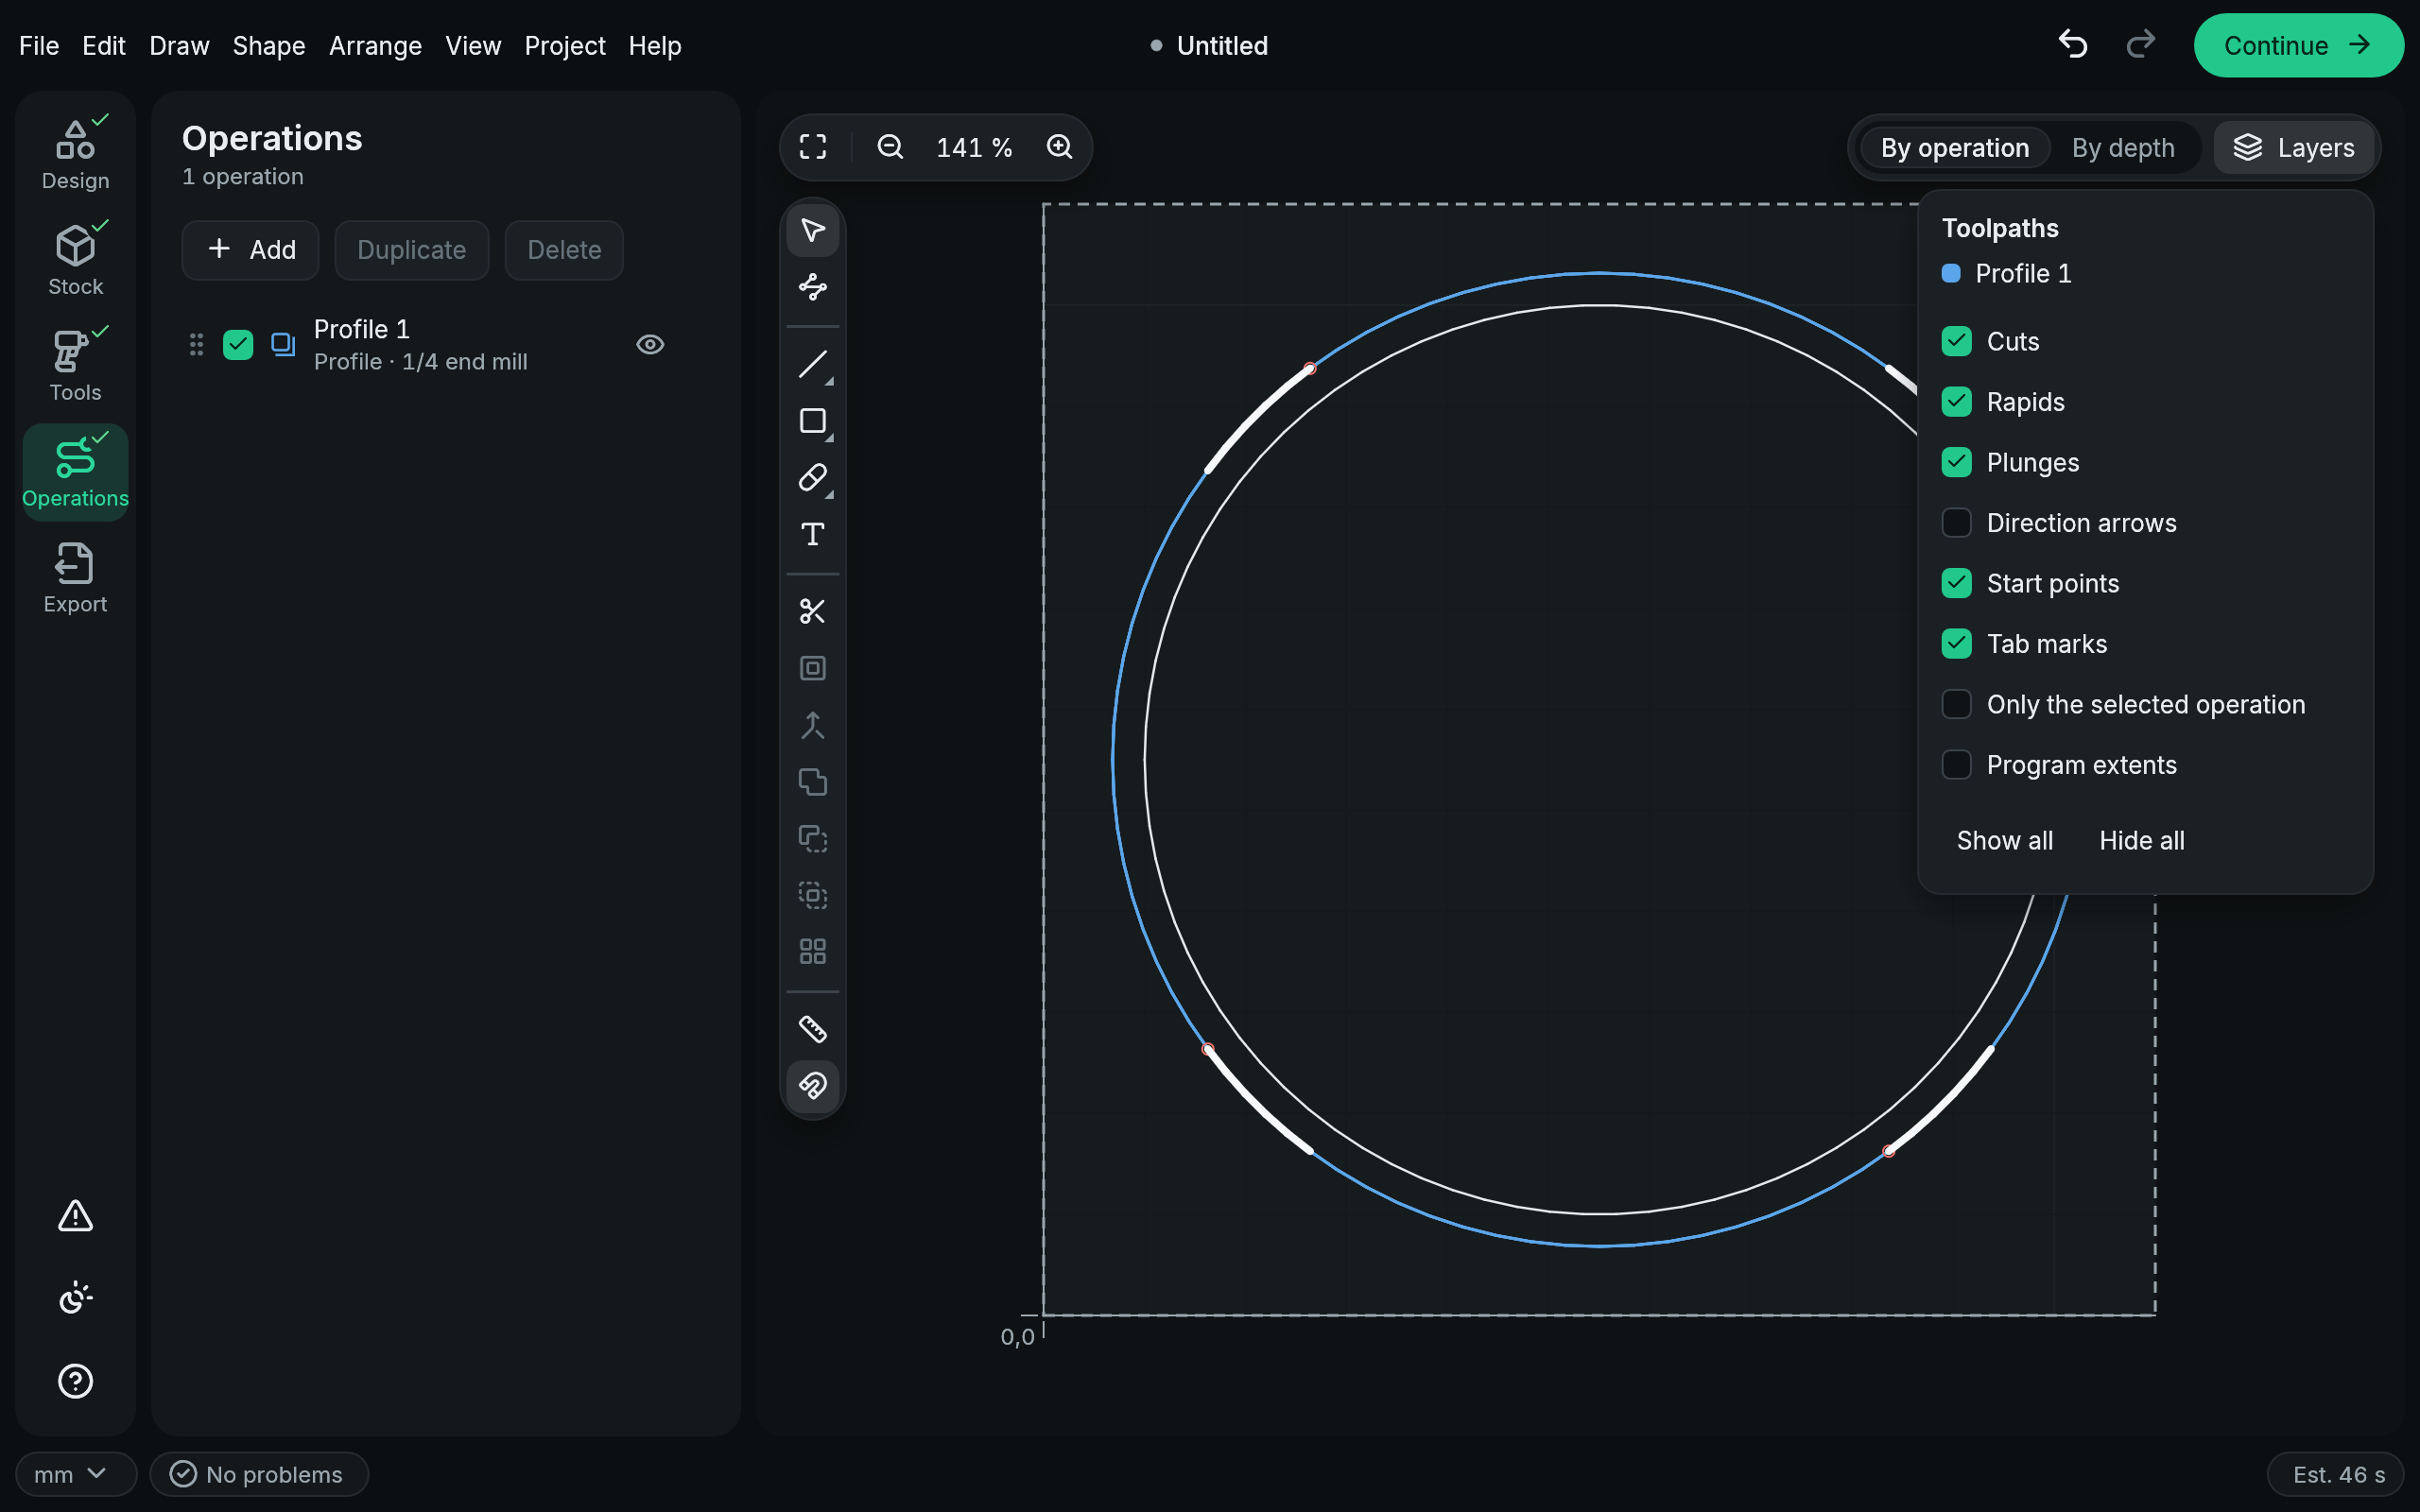 File Edit Draw Shape Arrange View Project Help
Untitled
Continue
Design
Stock
Tools
Operations
Export
Operations
1 operation
Add
Duplicate
Delete
Profile 1
Profile · 1/4 end mill
141 %
By operation
By depth
Layers
Toolpaths
Profile 1
Cuts
Rapids
Plunges
Direction arrows
Start points
Tab marks
Only the selected operation
Program extents
Show all
Hide all
0,0
mm
No problems
Est. 46 s